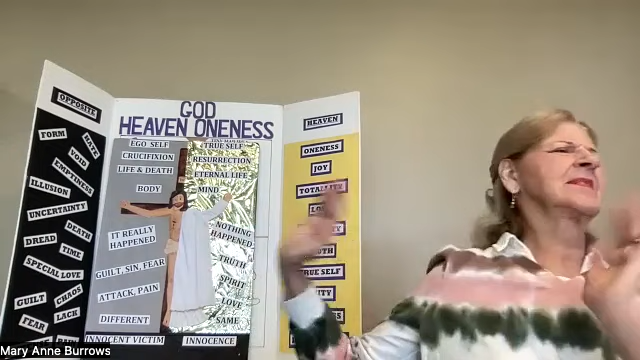 OPPOSITE
FORM
HATE
VOID
EMPTINESS
ILLUSION
UNCERTAINTY
DEATH
DREAD
TIME
SPECIAL LOVE
GUILT
CHAOS
FEAR
LACK
GOD
HEAVEN ONENESS
EGO SELF
CRUCIFIXION
LIFE & DEATH
BODY
IT REALLY
HAPPENED
GUILT, SIN, FEAR
ATTACK, PAIN
DIFFERENT
INNOCENT VICTIM
TRUE SELF
RESURRECTION
ETERNAL LIFE
MIND
NOTHING
HAPPENED
TRUTH
SPIRIT
LOVE
SAME
INNOCENCE
HEAVEN
ONENESS
JOY
TOTALITY
TRUE SELF
Mary Anne Burrows